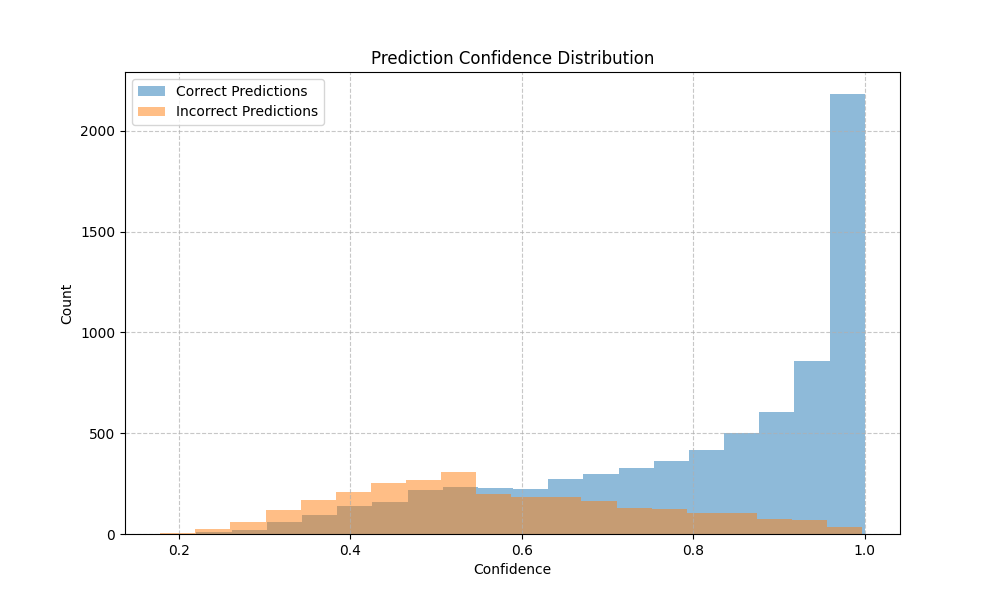 Prediction Confidence Distribution
Correct Predictions
Incorrect Predictions
Count
2000
1500
1000
500
0
0.2 0.4 0.6 0.8 1.0
Confidence